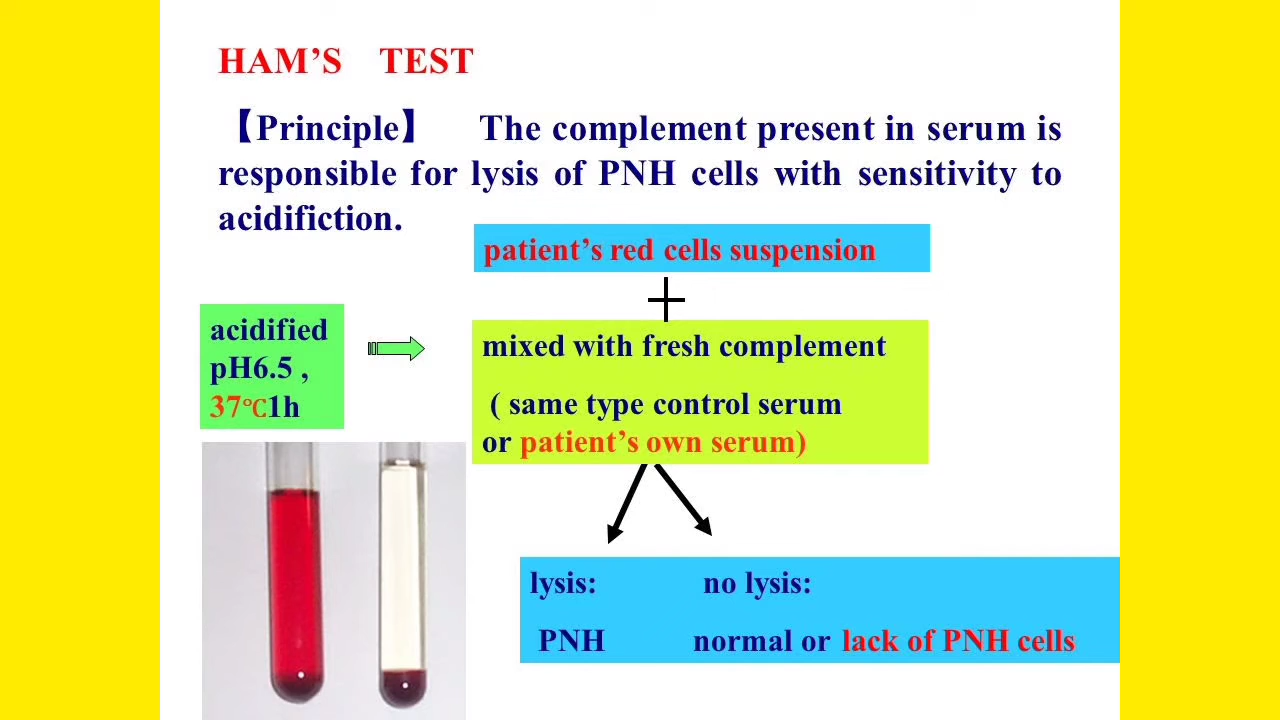 HAM’S TEST
【Principle】 The complement present in serum is
responsible for lysis of PNH cells with sensitivity to
acidifiction.
patient’s red cells suspension
acidified
pH6.5 ,
37℃1h
mixed with fresh complement
( same type control serum
or patient’s own serum)
lysis: no lysis:
PNH normal or lack of PNH cells